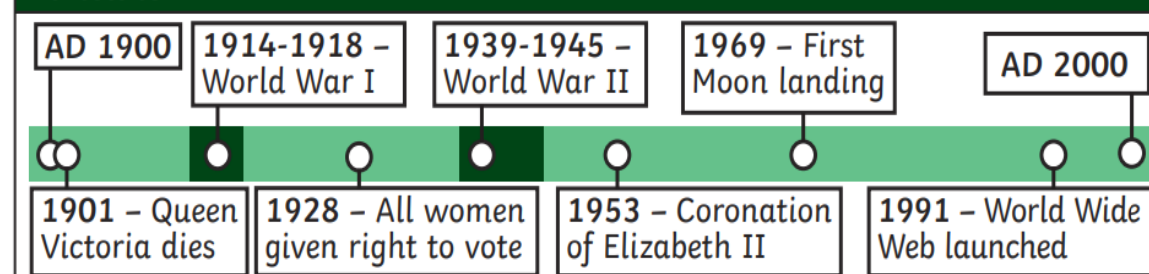 AD 1900
1914-1918 –
World War I
1939-1945 –
World War II
1969 – First
Moon landing
AD 2000
1901 – Queen
Victoria dies
1928 – All women
given right to vote
1953 – Coronation
of Elizabeth II
1991 – World Wide
Web launched